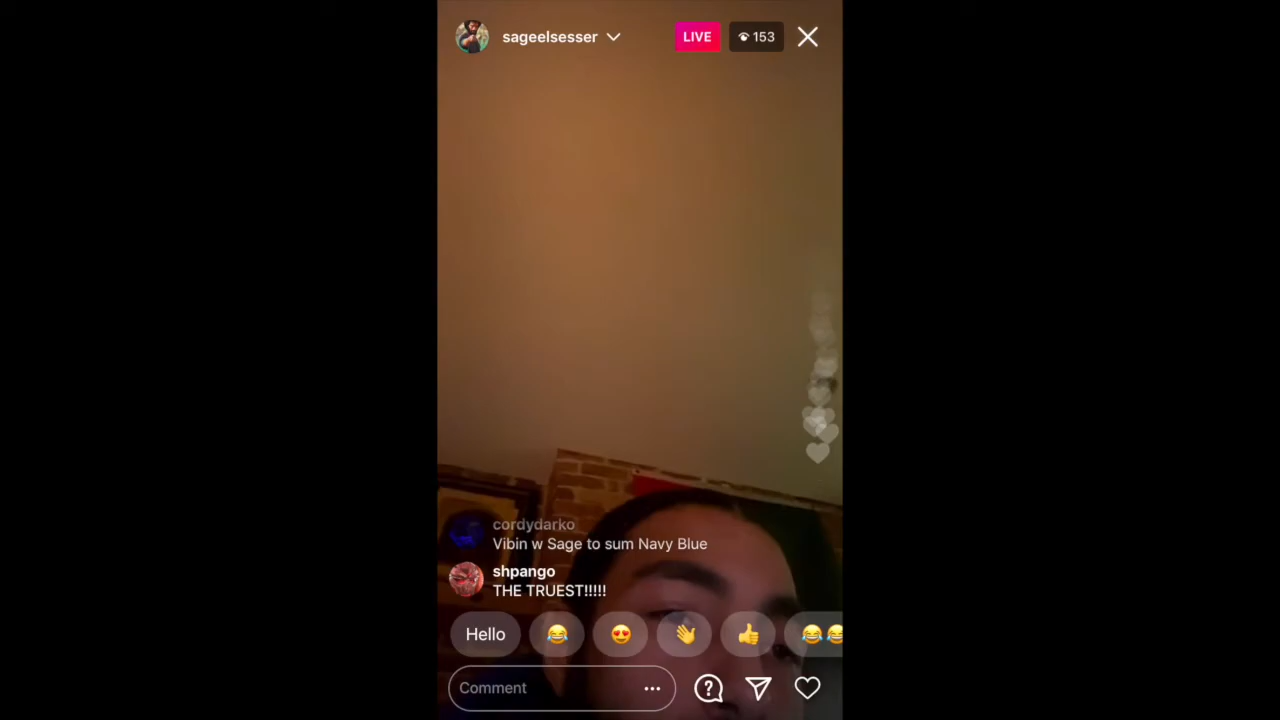 sageelsesser
LIVE
153
cordydarko
Vibin w Sage to sum Navy Blue
shpango
THE TRUEST!!!!!
Hello
Comment